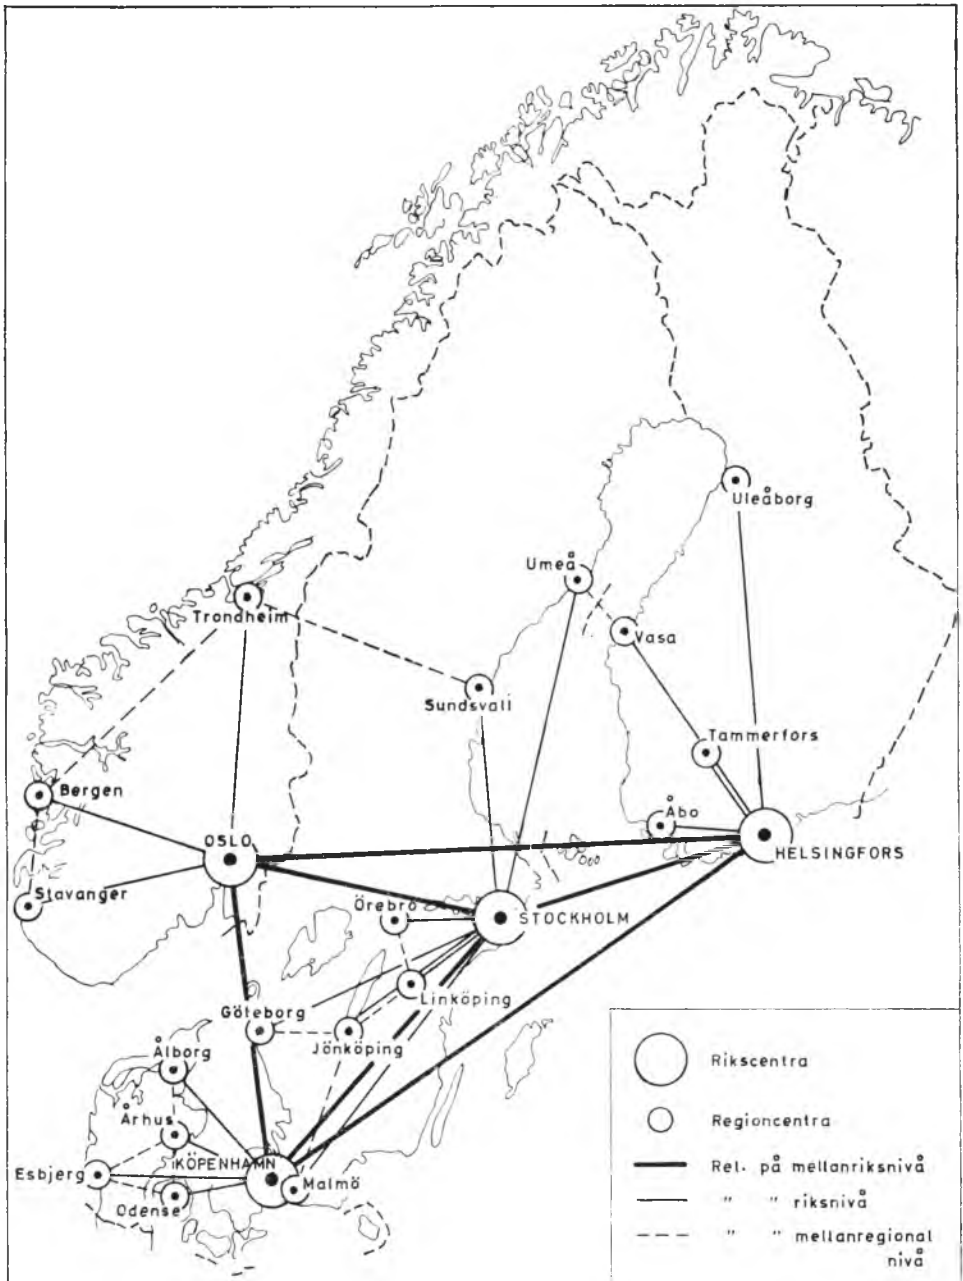 Uleåborg
Umeå
Trondheim
Vasa
Sundsvall
Tammerfors
Bergen
Åbo
OSLO
HELSINGFORS
Stavanger
Örebro
STOCKHOLM
Linköping
Göteborg
Jönköping
Ålborg
Århus
KÖPENHAMN
Esbjerg
Malmö
Odense
Rikscentra
Regioncentra
Rel. på mellanriksnivå
" " riksnivå
" " mellanregional
nivå